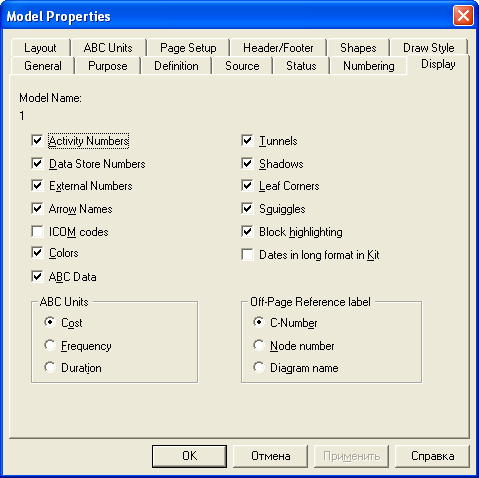 Model Properties
Layout ABC Units Page Setup Header/Footer Shapes Draw Style
General Purpose Definition Source Status Numbering Display
Model Name:
1
Activity Numbers
Data Store Numbers
External Numbers
Arrow Names
ICOM codes
Colors
ABC Data
Tunnels
Shadows
Leaf Corners
Squiggles
Block highlighting
Dates in long format in Kit
ABC Units
Cost
Frequency
Duration
Off-Page Reference label
C-Number
Node number
Diagram name
OK Отмена Применить Справка